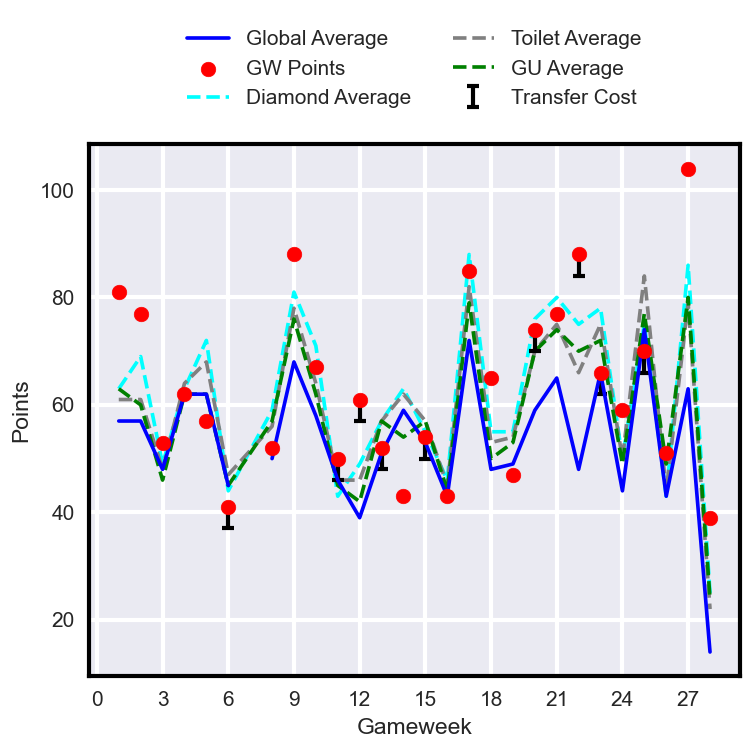 Global Average
GW Points
Diamond Average
Toilet Average
GU Average
Transfer Cost
Points
100
80
60
40
20
0 3 6 9 12 15 18 21 24 27
Gameweek